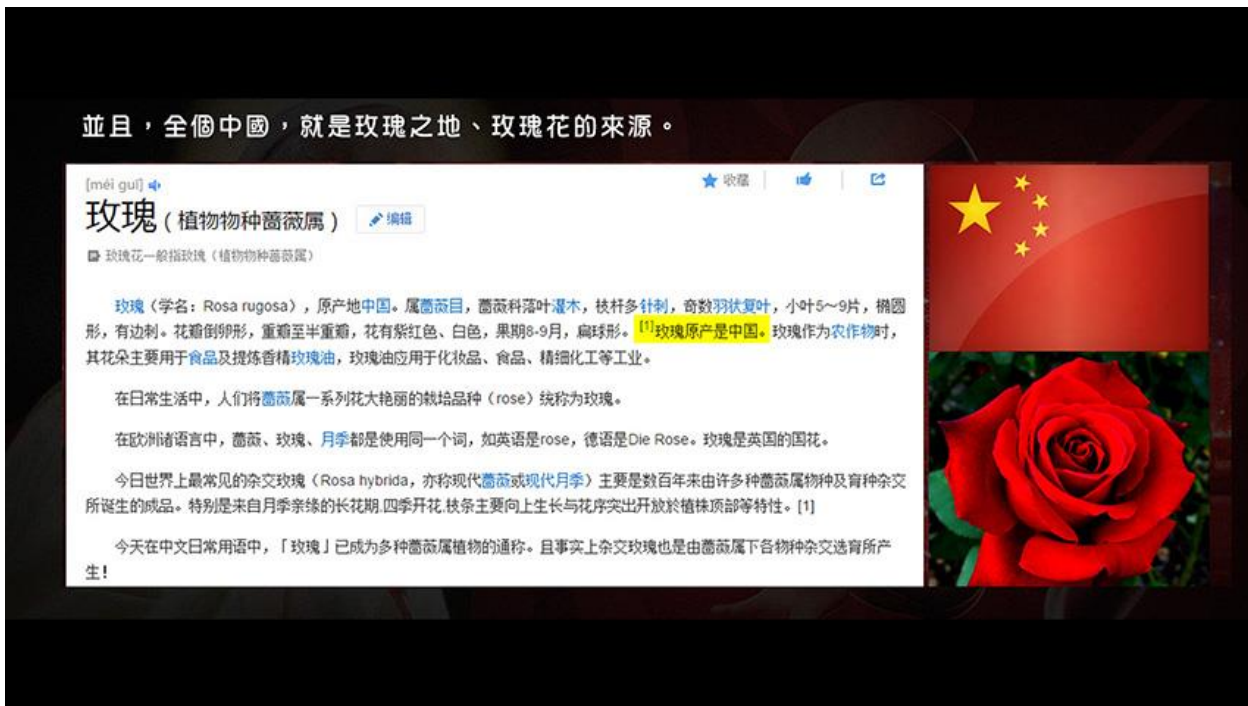 並且，全個中國，就是玫瑰之地、玫瑰花的來源。
[méi guī]
收藏
玫瑰（植物物种蔷薇属）
编辑
玫瑰花一般指玫瑰（植物物种蔷薇属）
玫瑰（学名：Rosa rugosa），原产地中国。属蔷薇目，蔷薇科落叶灌木，枝杆多针刺，奇数羽状复叶，小叶5～9片，椭圆
形，有边刺。花瓣倒卵形，重瓣至半重瓣，花有紫红色、白色，果期8-9月，扁球形。[1]玫瑰原产是中国。玫瑰作为农作物时，
其花朵主要用于食品及提炼香精玫瑰油，玫瑰油应用于化妆品、食品、精细化工等工业。
在日常生活中，人们将蔷薇属一系列花大艳丽的栽培品种（rose）统称为玫瑰。
在欧洲诸语言中，蔷薇、玫瑰、月季都是使用同一个词，如英语是rose，德语是Die Rose。玫瑰是英国的国花。
今日世界上最常见的杂交玫瑰（Rosa hybrida，亦称现代蔷薇或现代月季）主要是数百年来由许多种蔷薇属物种及育种杂交
所诞生的成品。特别是来自月季亲缘的长花期.四季开花.枝条主要向上生长与花序突出开放於植株顶部等特性。[1]
今天在中文日常用语中，「玫瑰」已成为多种蔷薇属植物的通称。且事实上杂交玫瑰也是由蔷薇属下各物种杂交选育所产
生！